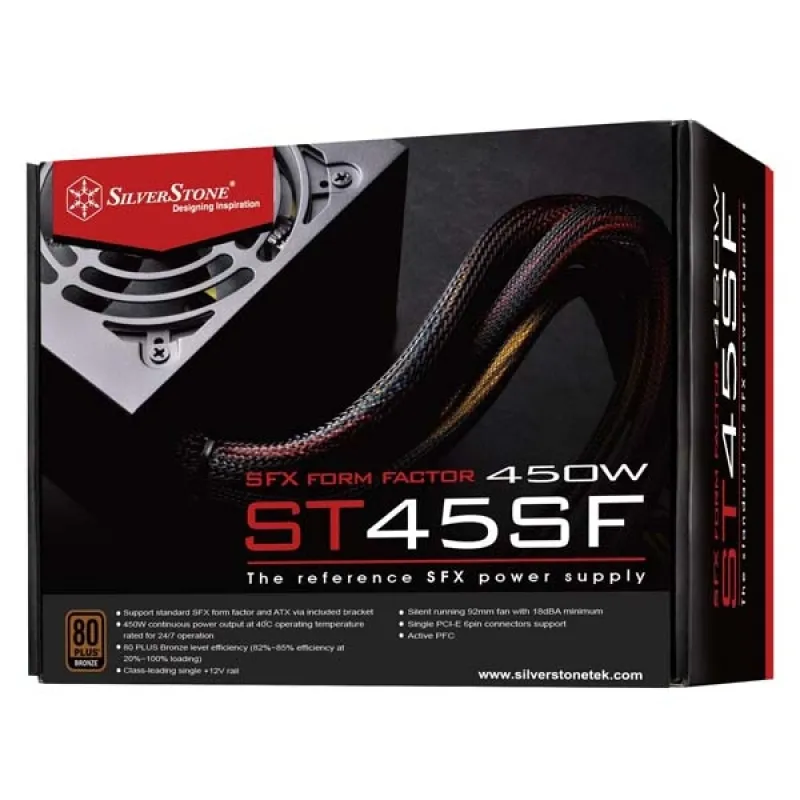 SILVERSTONE®
Designing Inspiration
SFX FORM FACTOR 450W
ST45SF
The reference SFX power supply
80
PLUS®
BRONZE
• Support standard SFX form factor and ATX via included bracket
• 450W continuous power output at 40℃ operating temperature
rated for 24/7 operation
• 80 PLUS Bronze level efficiency (82%~85% efficiency at
20%~100% loading)
• Class-leading single +12V rail
• Silent running 92mm fan with 18dBA minimum
• Single PCI-E 6pin connectors support
• Active PFC
www.silverstonetek.com
SFX FORM FACTOR 450W
ST45SF
The standard for SFX power supplies